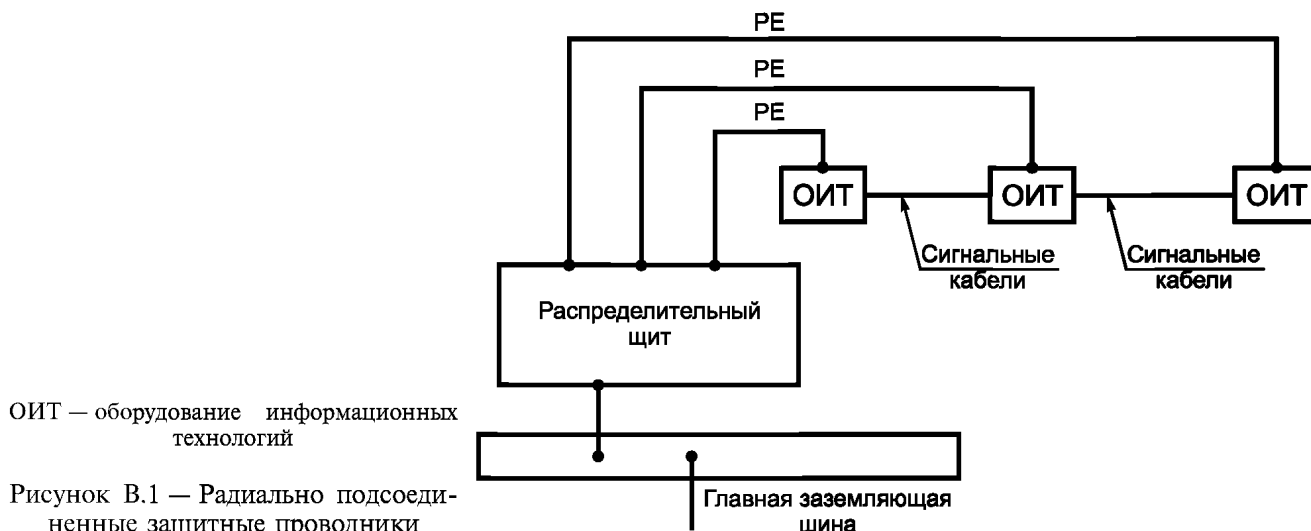 PE
PE
PE
ОИТ
ОИТ
ОИТ
Сигнальные
кабели
Сигнальные
кабели
Распределительный
щит
ОИТ — оборудование информационных
технологий
Рисунок В.1 — Радиально подсоеди-
ненные защитные проводники
Главная заземляющая
шина